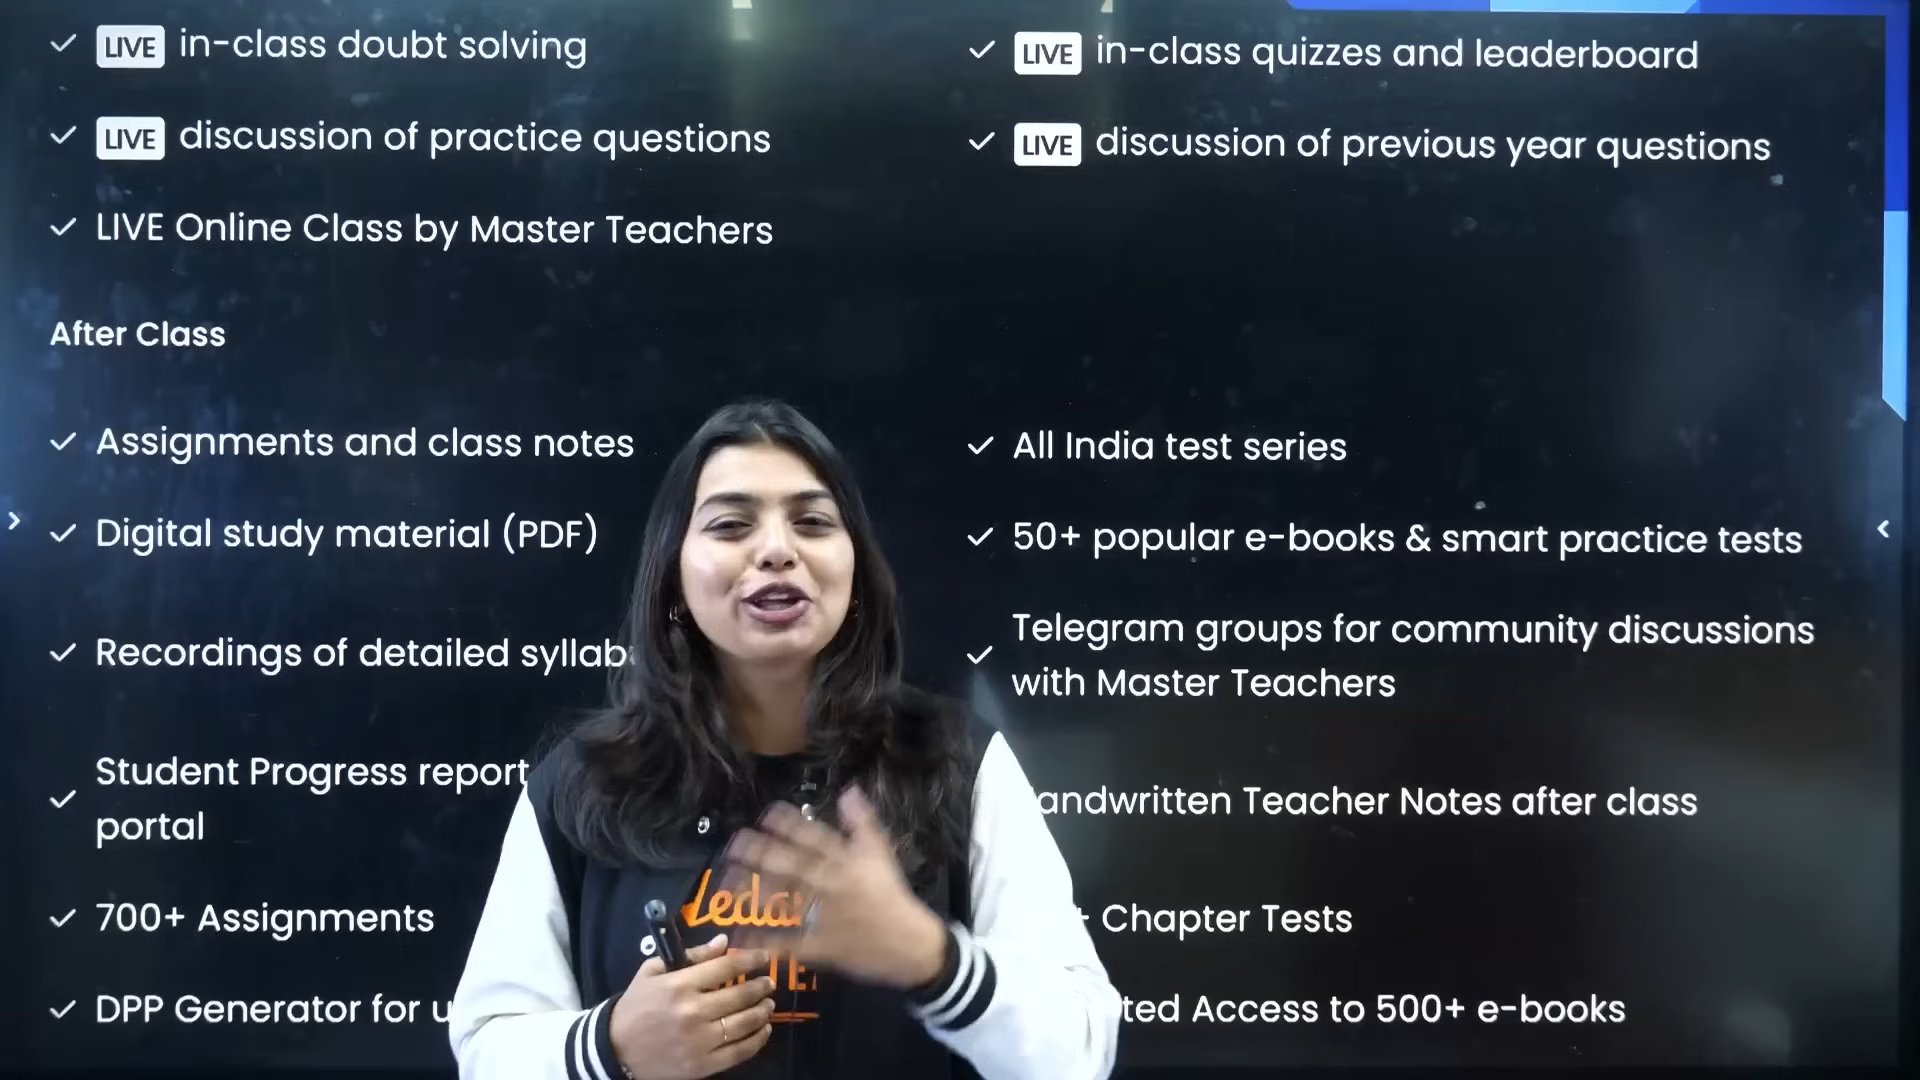 LIVE in-class doubt solving
LIVE in-class quizzes and leaderboard
LIVE discussion of practice questions
LIVE discussion of previous year questions
LIVE Online Class by Master Teachers
After Class
Assignments and class notes
All India test series
Digital study material (PDF)
50+ popular e-books & smart practice tests
Recordings of detailed
Telegram groups for community discussions
with Master Teachers
Student Progress report
portal
Teacher Notes after class
700+ Assignments
Chapter Tests
DPP Generator for
Access to 500+ e-books